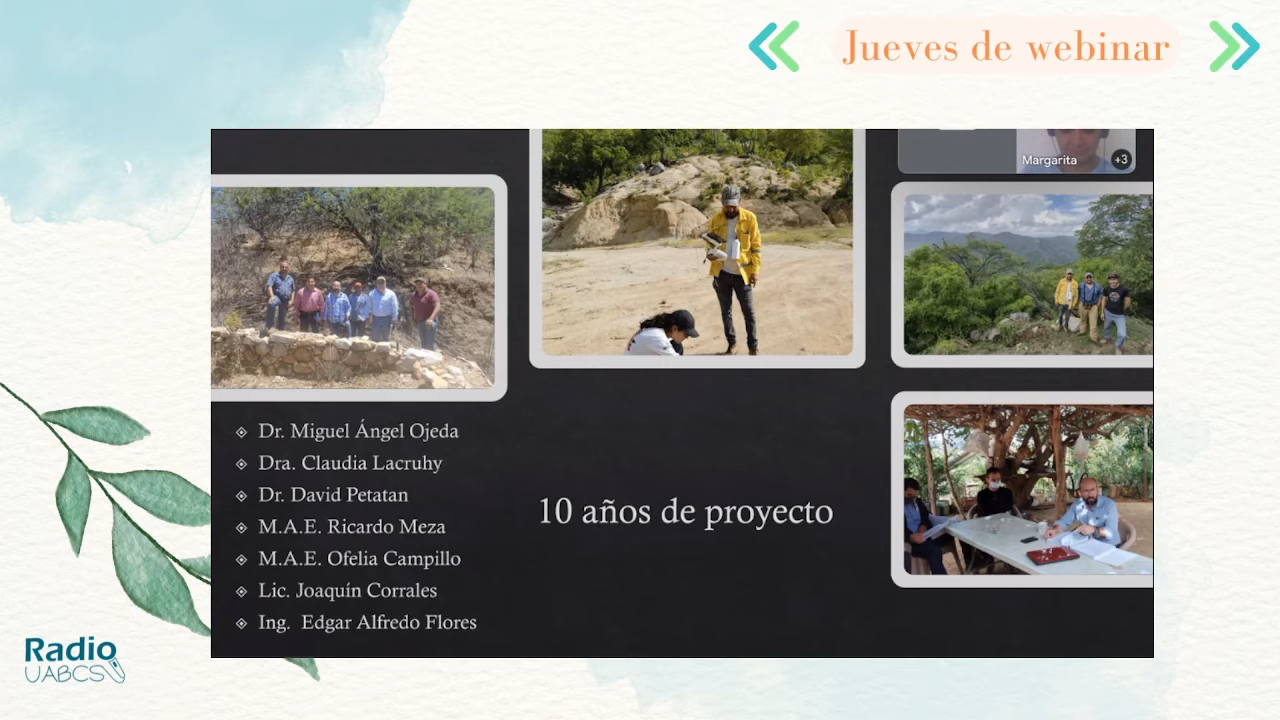 Jueves de webinar
Margarita
+3
Dr. Miguel Ángel Ojeda
Dra. Claudia Lacruhy
Dr. David Petatan
M.A.E. Ricardo Meza
M.A.E. Ofelia Campillo
Lic. Joaquín Corrales
Ing.  Edgar Alfredo Flores
10 años de proyecto
Radio
UABCS